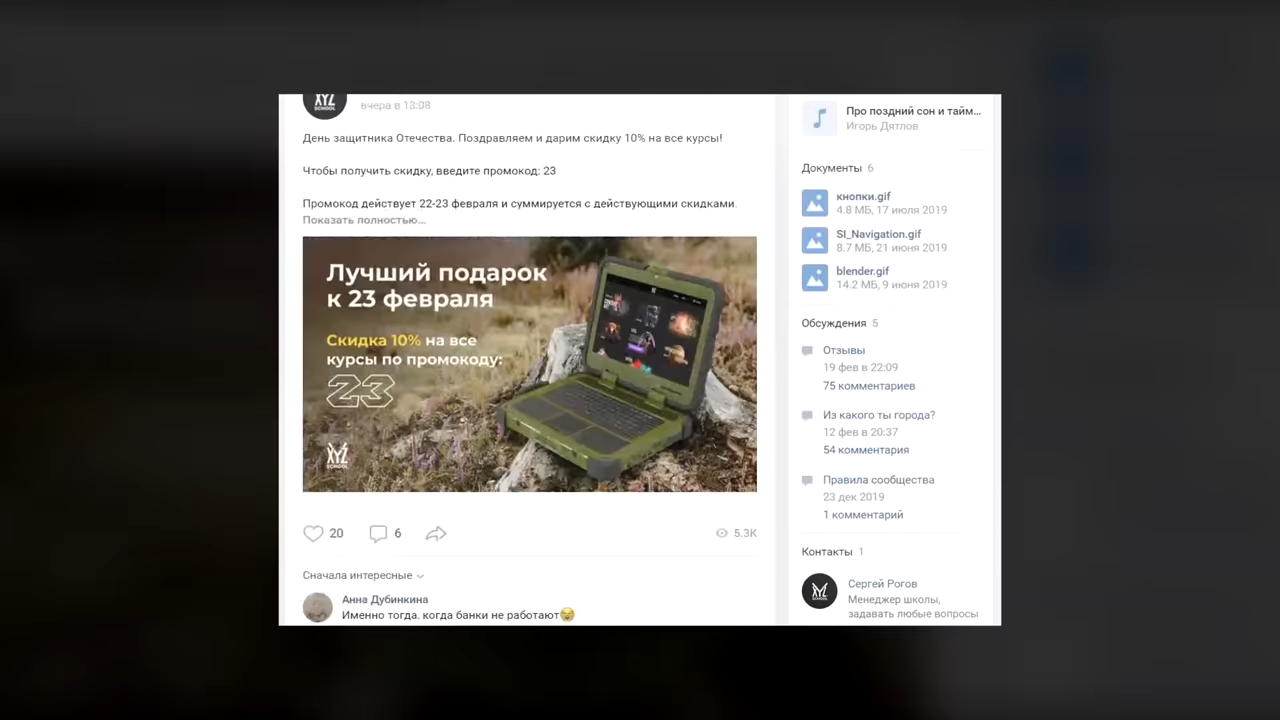 XYZ
SCHOOL
вчера в 13:08
День защитника Отечества. Поздравляем и дарим скидку 10% на все курсы!
Чтобы получить скидку, введите промокод: 23
Промокод действует 22-23 февраля и суммируется с действующими скидками.
Показать полностью...
Лучший подарок
к 23 февраля
Скидка 10% на все
курсы по промокоду:
23
XYZ
SCHOOL
20
6
5.3K
Сначала интересные
Анна Дубинкина
Именно тогда, когда банки не работают😅
Про поздний сон и тайм...
Игорь Дятлов
Документы 6
кнопки.gif
4.8 МБ, 17 июля 2019
SI_Navigation.gif
8.7 МБ, 21 июня 2019
blender.gif
14.2 МБ, 9 июня 2019
Обсуждения 5
Отзывы
19 фев в 22:09
75 комментариев
Из какого ты города?
12 фев в 20:37
54 комментария
Правила сообщества
23 дек 2019
1 комментарий
Контакты 1
XYZ
SCHOOL
Сергей Рогов
Менеджер школы,
задавать любые вопросы